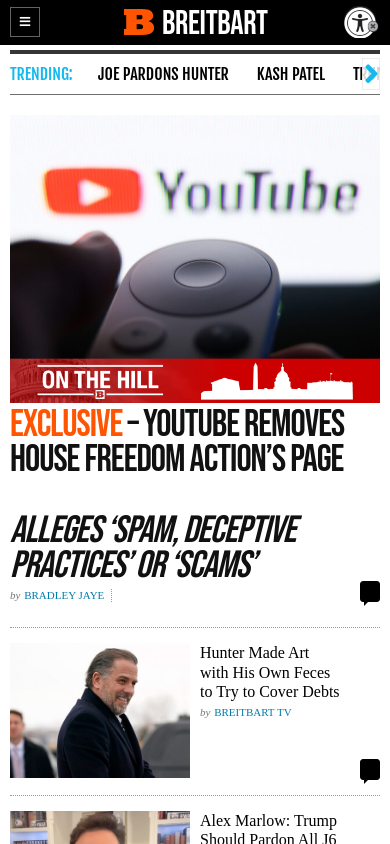 BREITBART
TRENDING:
JOE PARDONS HUNTER
KASH PATEL
YouTube
ON THE HILL
B
EXCLUSIVE – YOUTUBE REMOVES
HOUSE FREEDOM ACTION’S PAGE
ALLEGES ‘SPAM, DECEPTIVE
PRACTICES’ OR ‘SCAMS’
by BRADLEY JAYE
Hunter Made Art
with His Own Feces
to Try to Cover Debts
by BREITBART TV
Alex Marlow: Trump
Should Pardon All J6